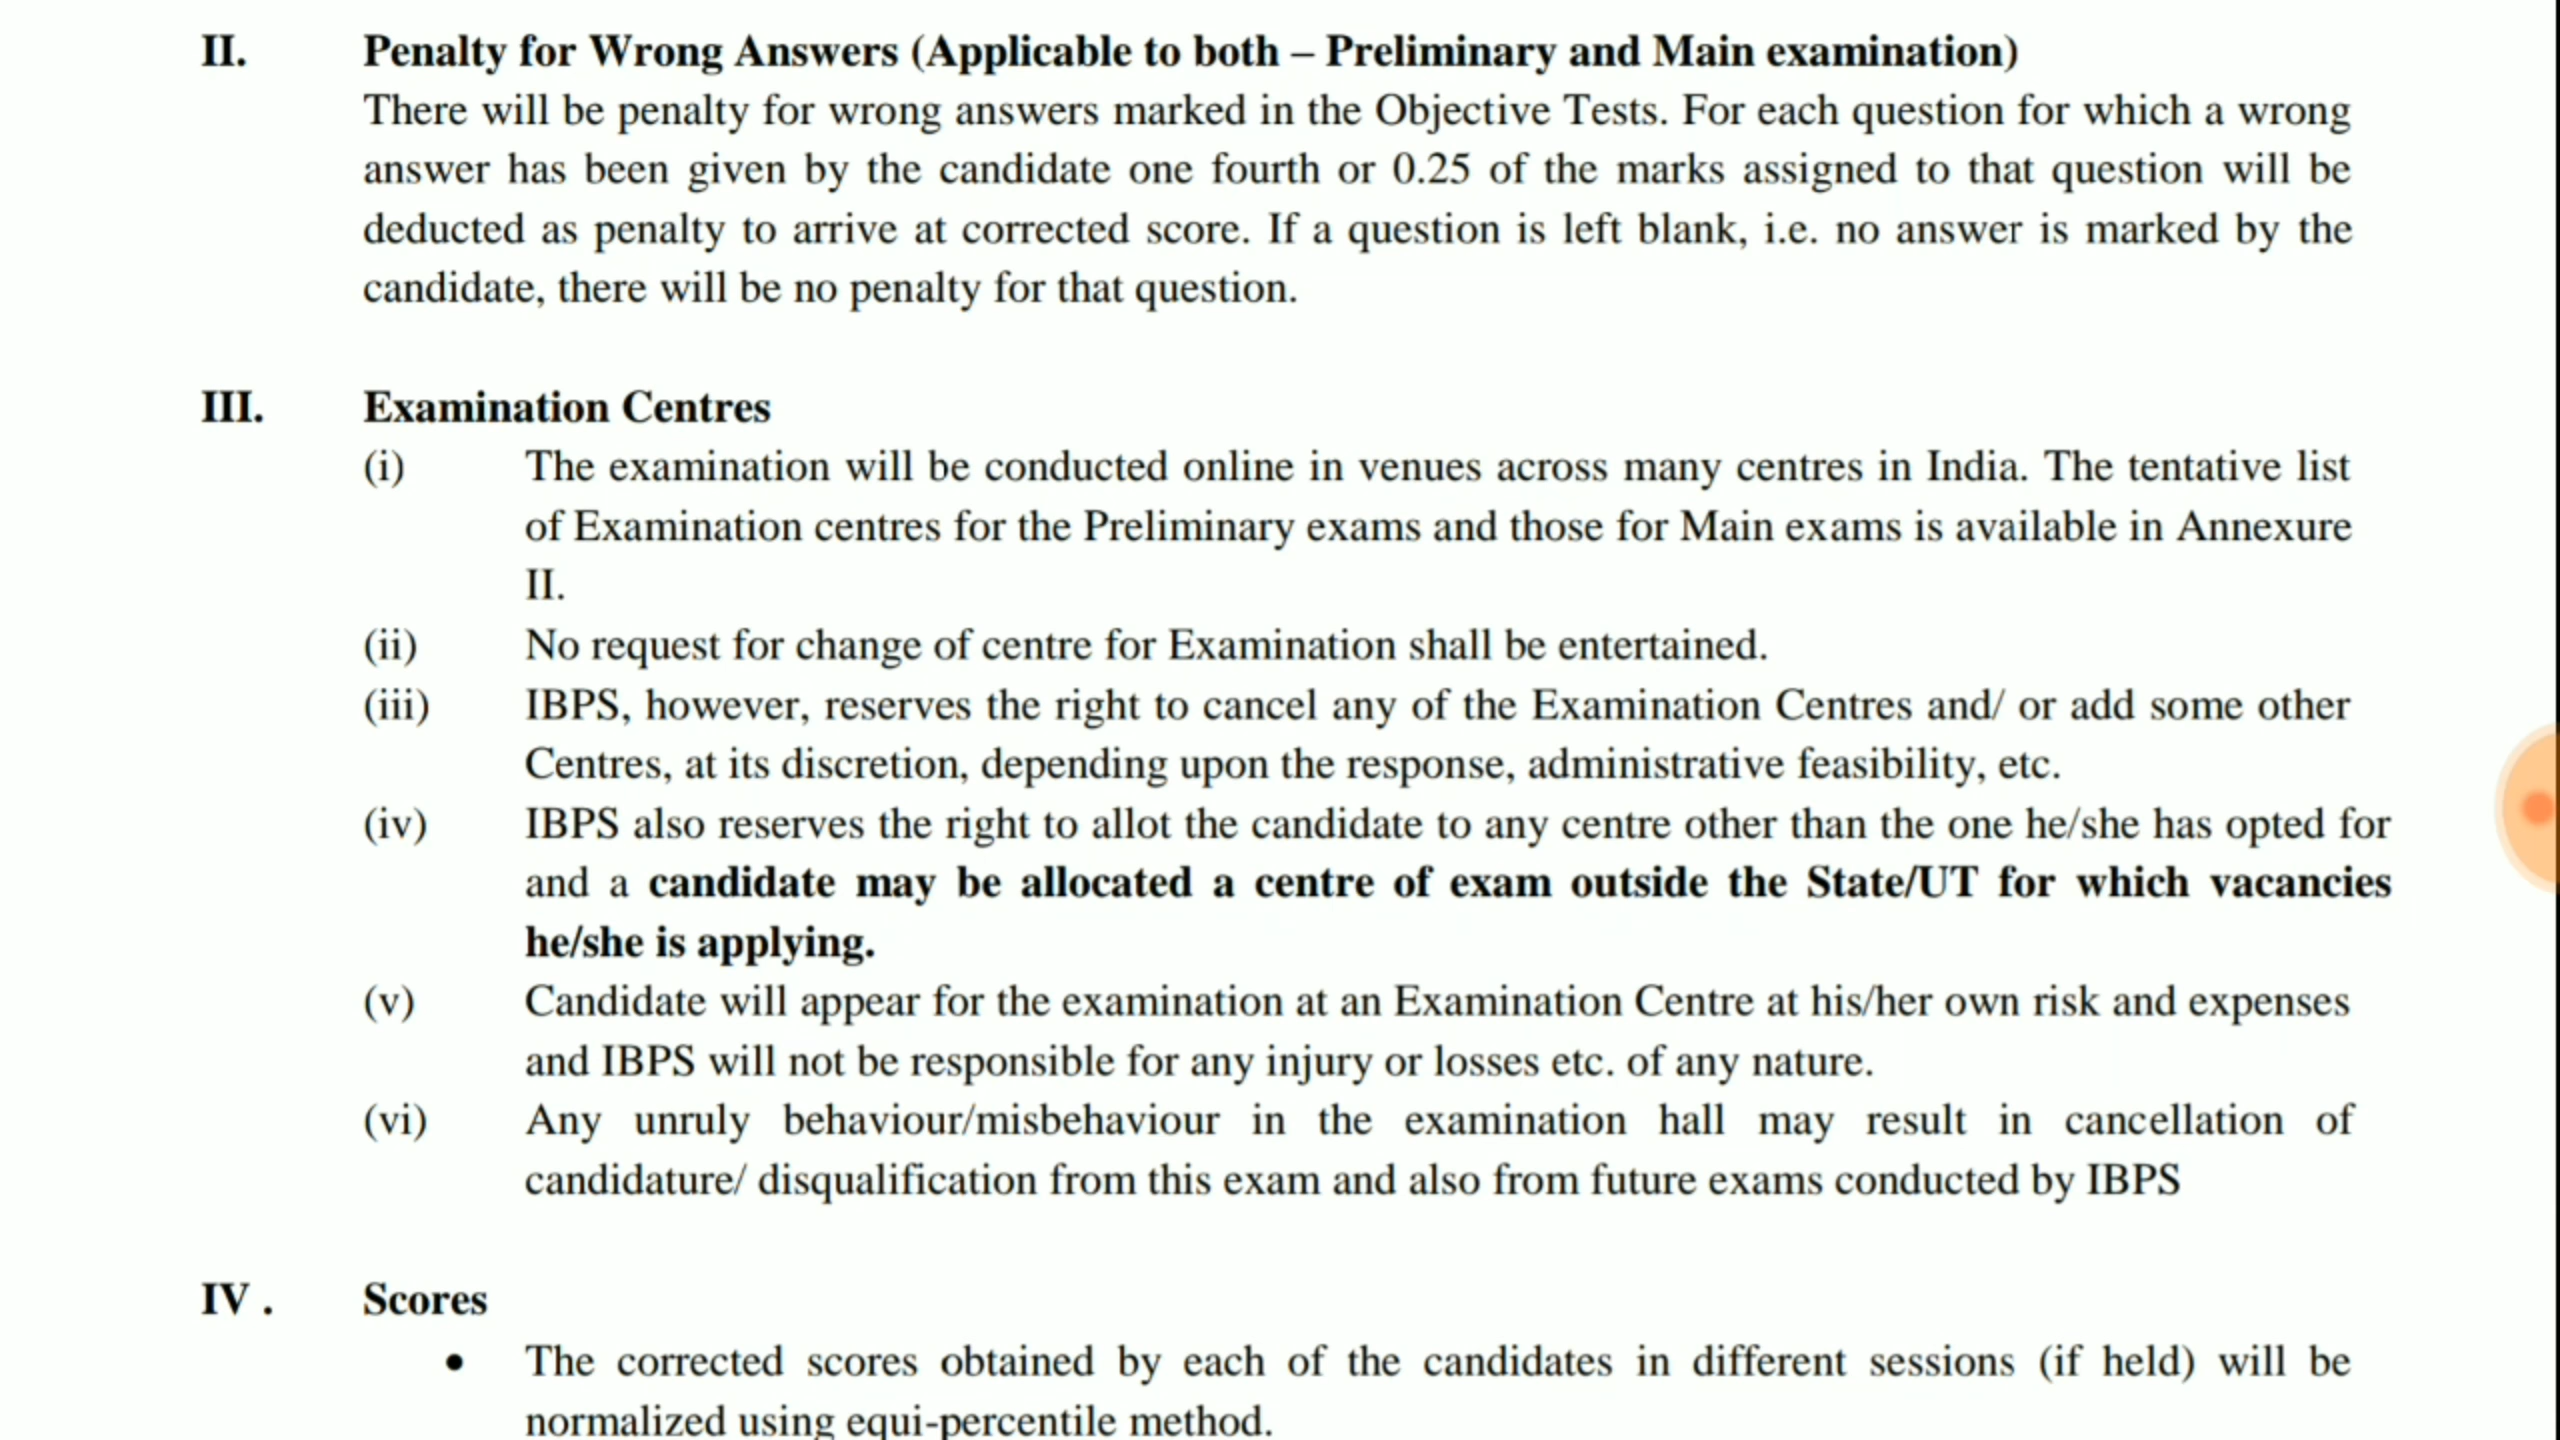 II. Penalty for Wrong Answers (Applicable to both – Preliminary and Main examination)
There will be penalty for wrong answers marked in the Objective Tests. For each question for which a wrong
answer has been given by the candidate one fourth or 0.25 of the marks assigned to that question will be
deducted as penalty to arrive at corrected score. If a question is left blank, i.e. no answer is marked by the
candidate, there will be no penalty for that question.
III. Examination Centres
(i) The examination will be conducted online in venues across many centres in India. The tentative list
of Examination centres for the Preliminary exams and those for Main exams is available in Annexure
II.
(ii) No request for change of centre for Examination shall be entertained.
(iii) IBPS, however, reserves the right to cancel any of the Examination Centres and/ or add some other
Centres, at its discretion, depending upon the response, administrative feasibility, etc.
(iv) IBPS also reserves the right to allot the candidate to any centre other than the one he/she has opted for
and a candidate may be allocated a centre of exam outside the State/UT for which vacancies
he/she is applying.
(v) Candidate will appear for the examination at an Examination Centre at his/her own risk and expenses
and IBPS will not be responsible for any injury or losses etc. of any nature.
(vi) Any unruly behaviour/misbehaviour in the examination hall may result in cancellation of
candidature/ disqualification from this exam and also from future exams conducted by IBPS
IV . Scores
• The corrected scores obtained by each of the candidates in different sessions (if held) will be
normalized using equi-percentile method.